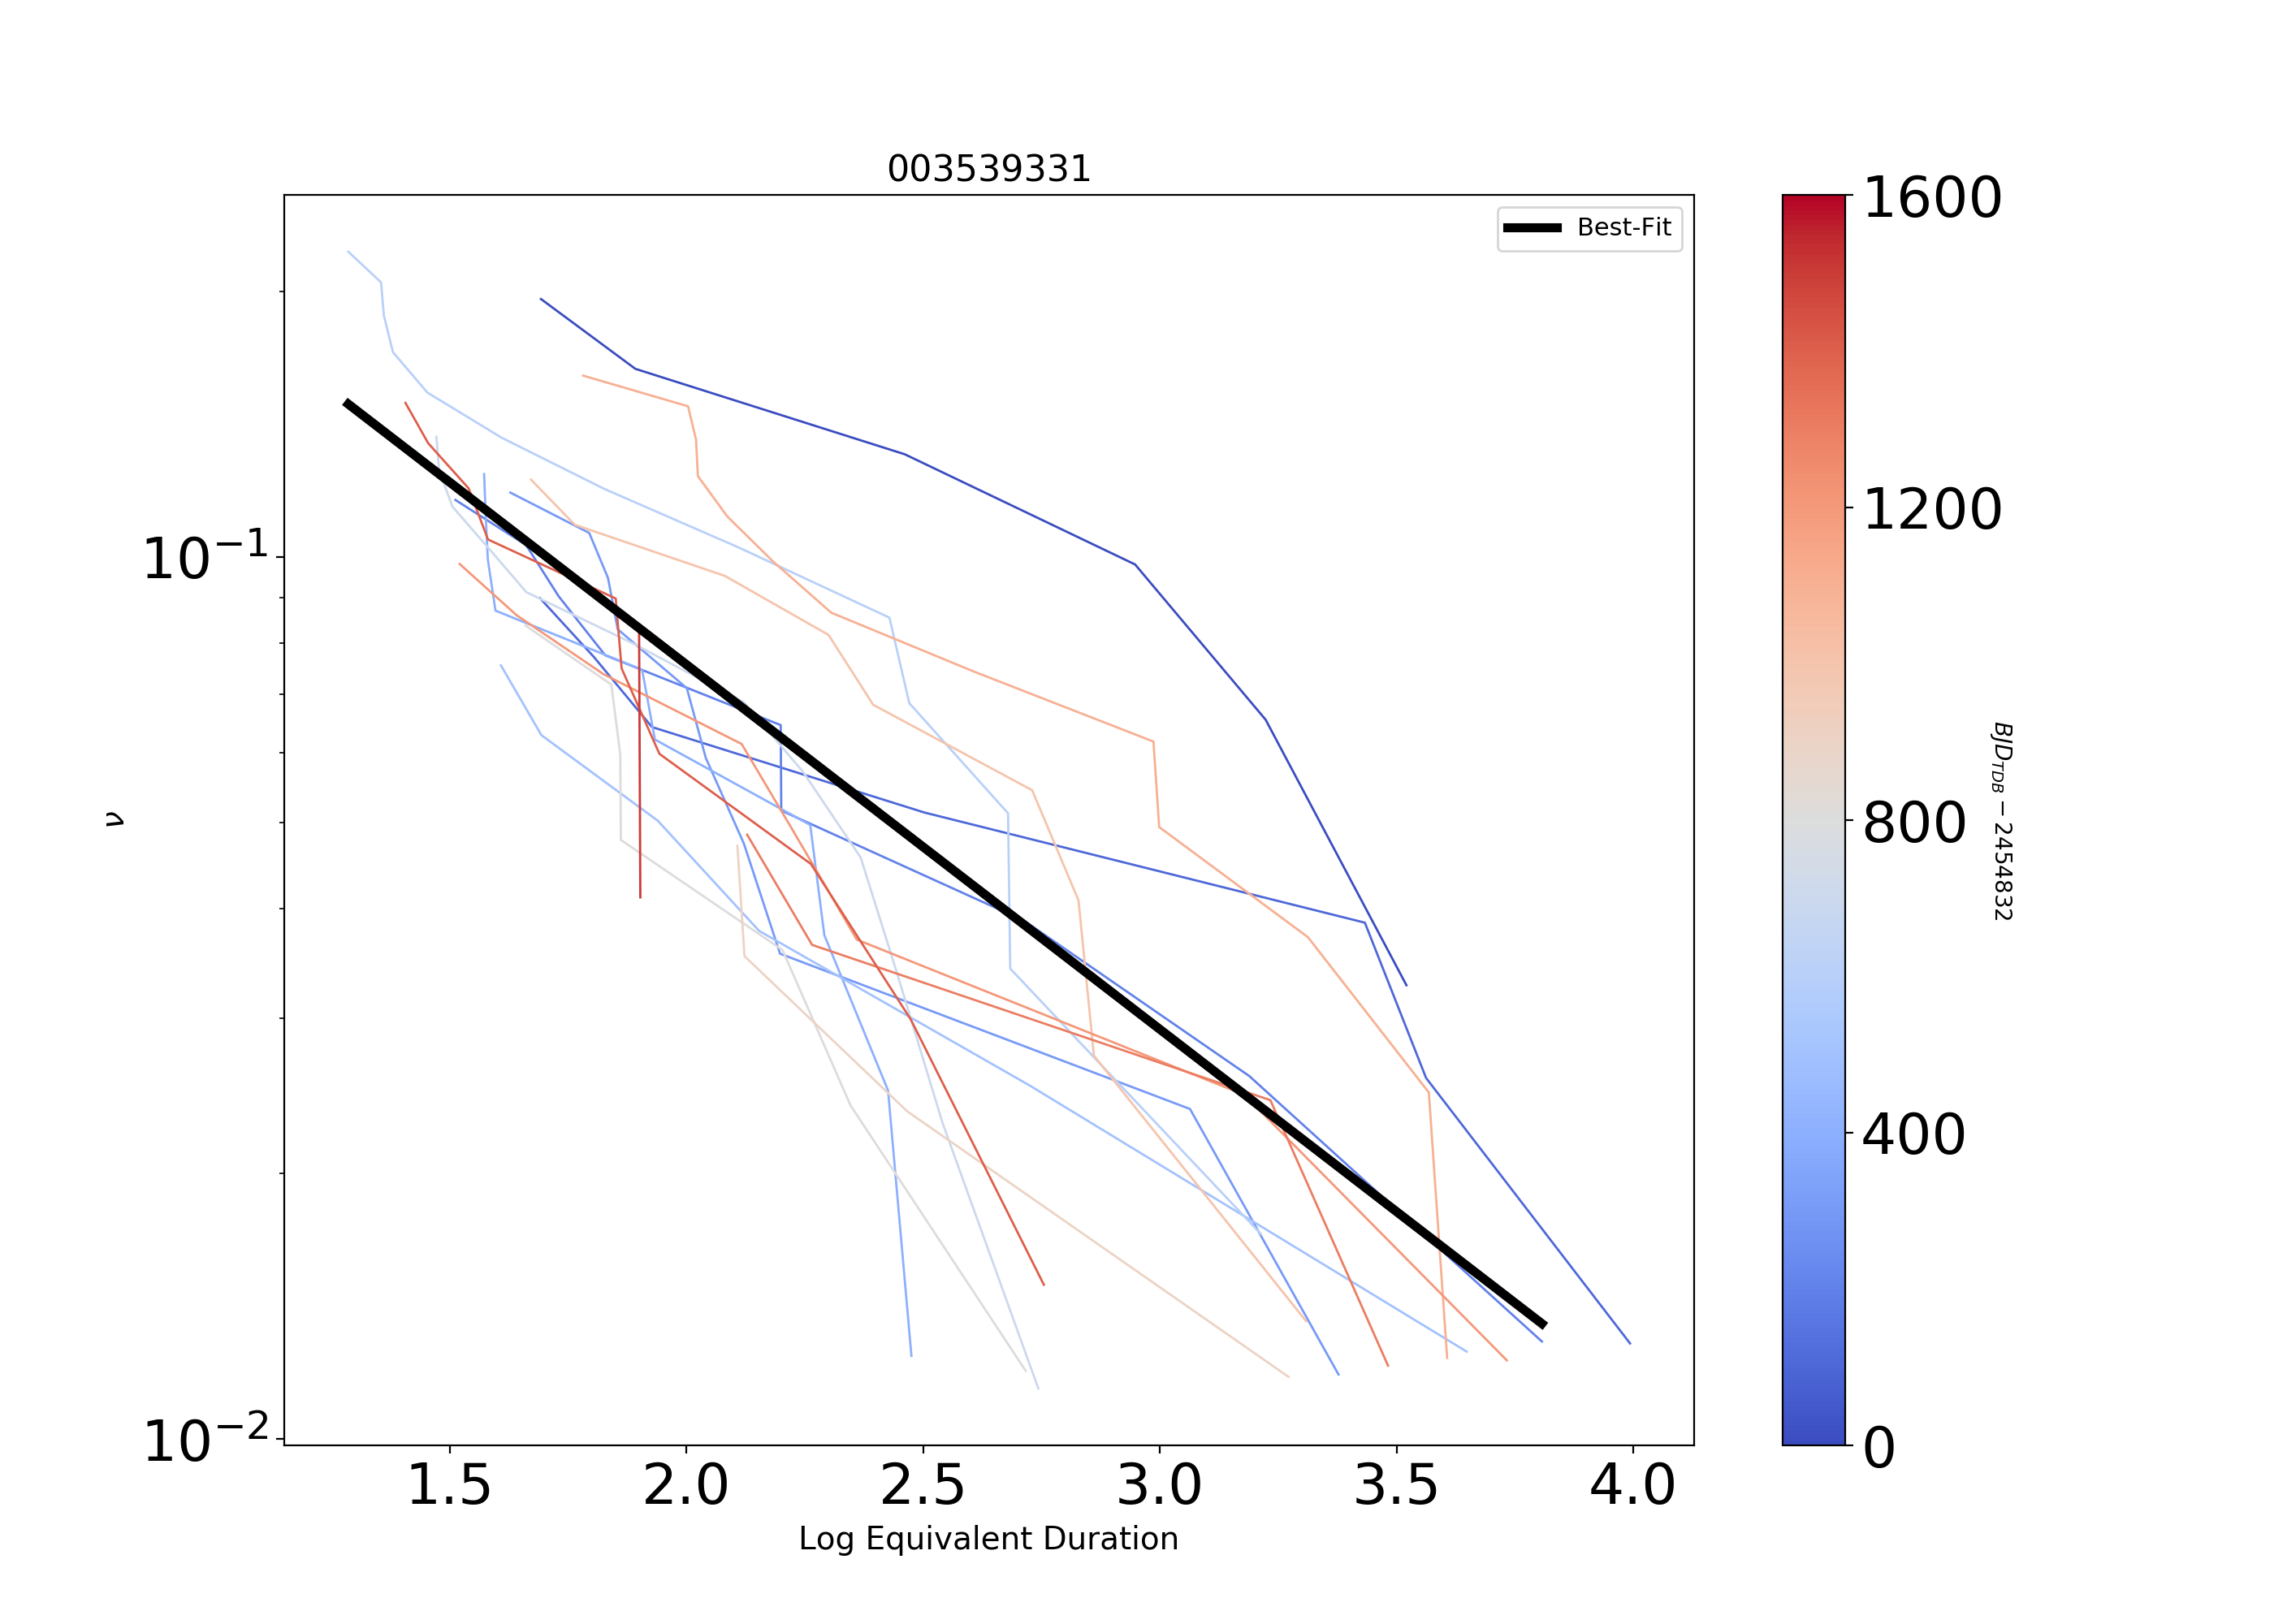 003539331
Best-Fit
10⁻¹
10⁻²
ν
1.5 2.0 2.5 3.0 3.5 4.0
Log Equivalent Duration
1600
1200
800
400
0
BJD_TDB − 2454832